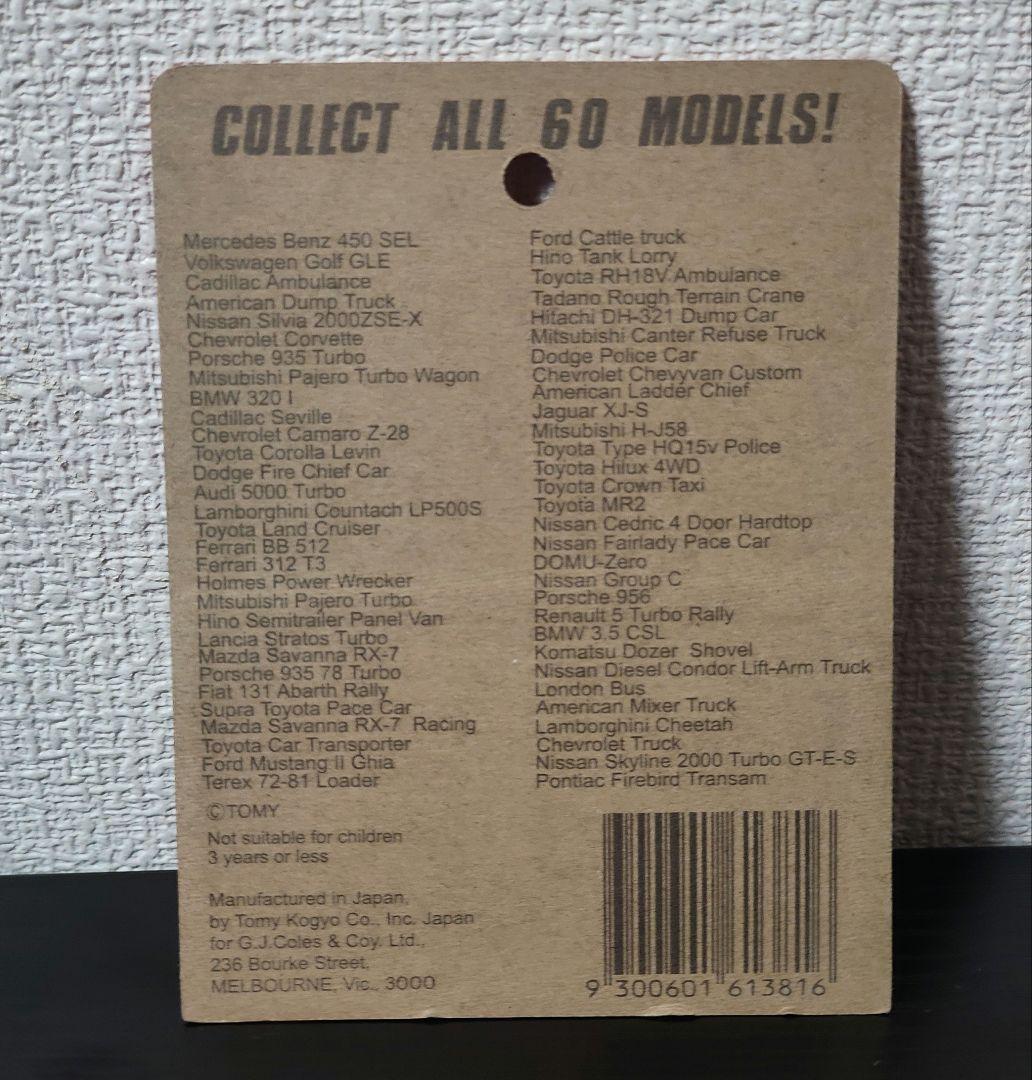 COLLECT ALL 60 MODELS!
Mercedes Benz 450 SEL
Volkswagen Golf GLE
Cadillac Ambulance
American Dump Truck
Nissan Silvia 2000ZSE-X
Chevrolet Corvette
Porsche 935 Turbo
Mitsubishi Pajero Turbo Wagon
BMW 320 I
Cadillac Seville
Chevrolet Camaro Z-28
Toyota Corolla Levin
Dodge Fire Chief Car
Audi 5000 Turbo
Lamborghini Countach LP500S
Toyota Land Cruiser
Ferrari BB 512
Ferrari 312 T3
Holmes Power Wrecker
Mitsubishi Pajero Turbo
Hino Semitrailer Panel Van
Lancia Stratos Turbo
Mazda Savanna RX-7
Porsche 935 78 Turbo
Fiat 131 Abarth Rally
Supra Toyota Pace Car
Mazda Savanna RX-7 Racing
Toyota Car Transporter
Ford Mustang II Ghia
Terex 72-81 Loader
Ford Cattle truck
Hino Tank Lorry
Toyota RH18V Ambulance
Tadano Rough Terrain Crane
Hitachi DH-321 Dump Car
Mitsubishi Canter Refuse Truck
Dodge Police Car
Chevrolet Chevyvan Custom
American Ladder Chief
Jaguar XJ-S
Mitsubishi H-J58
Toyota Type HQ15v Police
Toyota Hilux 4WD
Toyota Crown Taxi
Toyota MR2
Nissan Cedric 4 Door Hardtop
Nissan Fairlady Pace Car
DOMU-Zero
Nissan Group C
Porsche 956
Renault 5 Turbo Rally
BMW 3.5 CSL
Komatsu Dozer Shovel
Nissan Diesel Condor Lift-Arm Truck
London Bus
American Mixer Truck
Lamborghini Cheetah
Chevrolet Truck
Nissan Skyline 2000 Turbo GT-E-S
Pontiac Firebird Transam
©TOMY
Not suitable for children
3 years or less
Manufactured in Japan,
by Tomy Kogyo Co., Inc. Japan
for G.J.Coles & Coy. Ltd.,
236 Bourke Street,
MELBOURNE, Vic., 3000
9 300601 613816